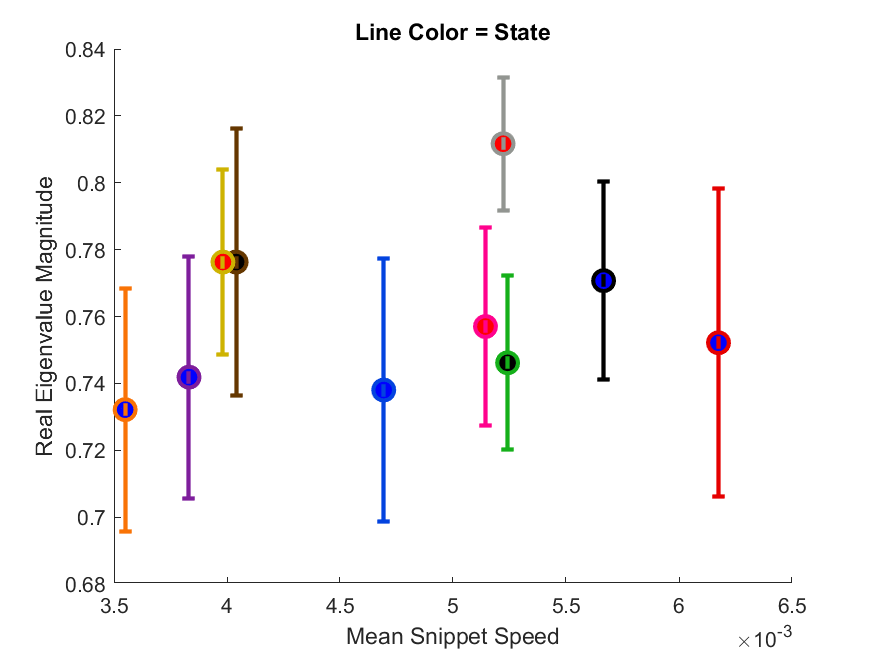 Line Color = State
Real Eigenvalue Magnitude
0.84
0.82
0.8
0.78
0.76
0.74
0.72
0.7
0.68
3.5 4 4.5 5 5.5 6 6.5
Mean Snippet Speed
×10-3